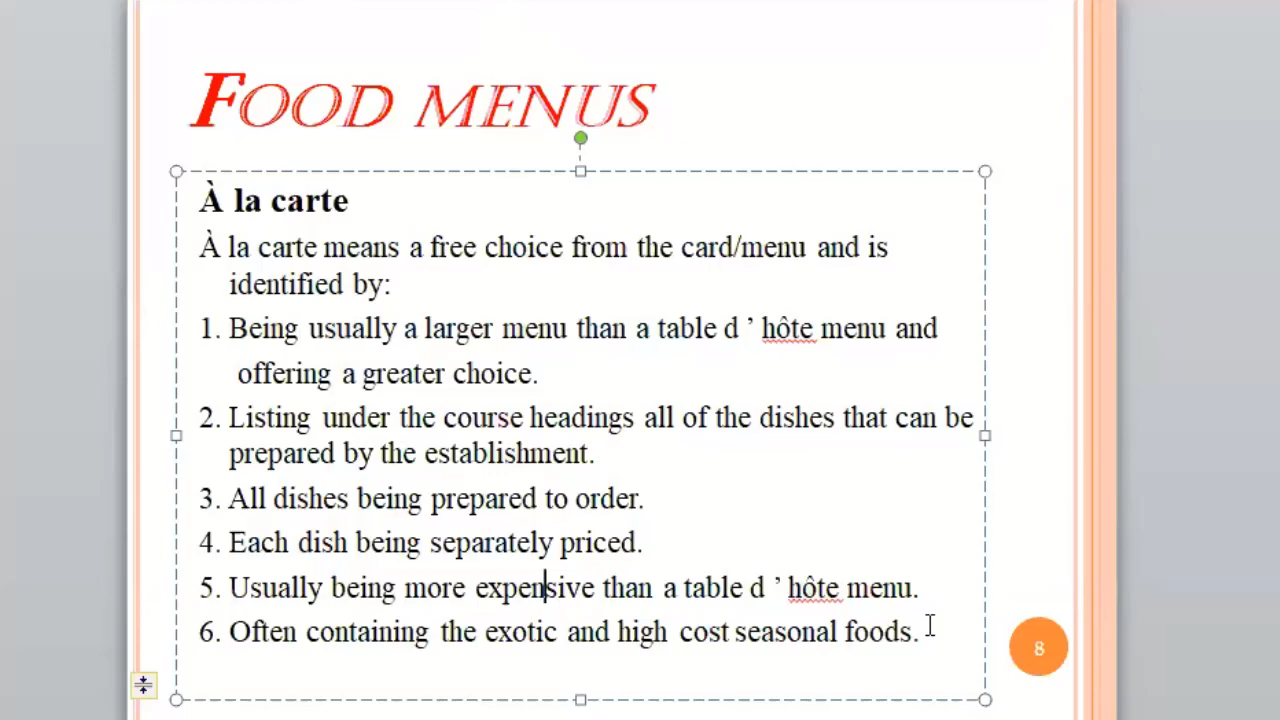 FOOD MENUS
À la carte
À la carte means a free choice from the card/menu and is
identified by:
1. Being usually a larger menu than a table d ’ hôte menu and
offering a greater choice.
2. Listing under the course headings all of the dishes that can be
prepared by the establishment.
3. All dishes being prepared to order.
4. Each dish being separately priced.
5. Usually being more expensive than a table d ’ hôte menu.
6. Often containing the exotic and high cost seasonal foods.
8